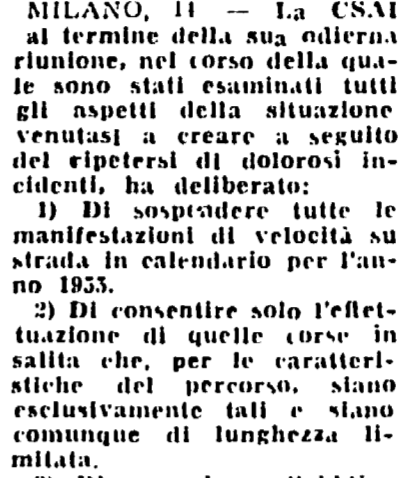 MILANO, 11 — La CSAI
al termine della sua odierna
riunione, nel corso della qua-
le sono stati esaminati tutti
gli aspetti della situazione
venutasi a creare a seguito
del ripetersi di dolorosi in-
cidenti, ha deliberato:
1) Di sospendere tutte le
manifestazioni di velocità su
strada in calendario per l'an-
no 1955.
2) Di consentire solo l'effet-
tuazione di quelle corse in
salita che, per le caratteri-
stiche del percorso, siano
esclusivamente tali e siano
comunque di lunghezza li-
mitata.